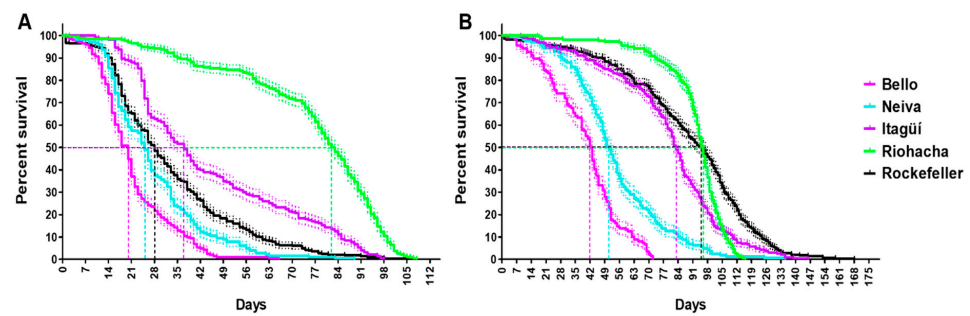 A
Percent survival
100
90
80
70
60
50
40
30
20
10
0
0 7 14 21 28 35 42 49 56 63 70 77 84 91 98 105 112
Days
B
Percent survival
100
90
80
70
60
50
40
30
20
10
0
0 7 14 21 28 35 42 49 56 63 70 77 84 91 98 105 112 119 126 133 140 147 154 161 168 175
Days
Bello
Neiva
Itagüí
Riohacha
Rockefeller